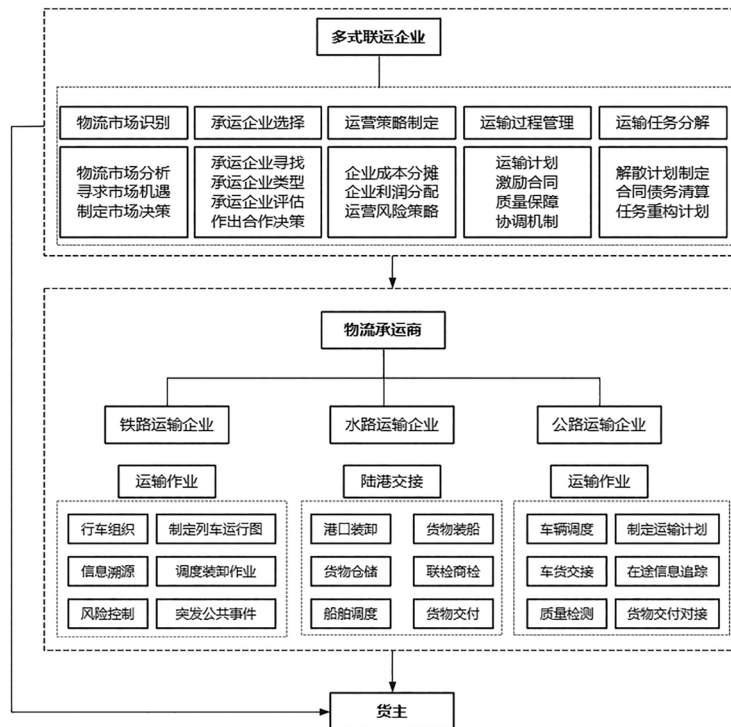 多式联运企业
物流市场识别
承运企业选择
运营策略制定
运输过程管理
运输任务分解
物流市场分析
寻求市场机遇
制定市场决策
承运企业寻找
承运企业类型
承运企业评估
作出合作决策
企业成本分摊
企业利润分配
运营风险策略
运输计划
激励合同
质量保障
协调机制
解散计划制定
合同债务清算
任务重构计划
物流承运商
铁路运输企业
水路运输企业
公路运输企业
运输作业
陆港交接
运输作业
行车组织
制定列车运行图
信息溯源
调度装卸作业
风险控制
突发公共事件
港口装卸
货物装船
货物仓储
联检商检
船舶调度
货物交付
车辆调度
制定运输计划
车货交接
在途信息追踪
质量检测
货物交付对接
货主